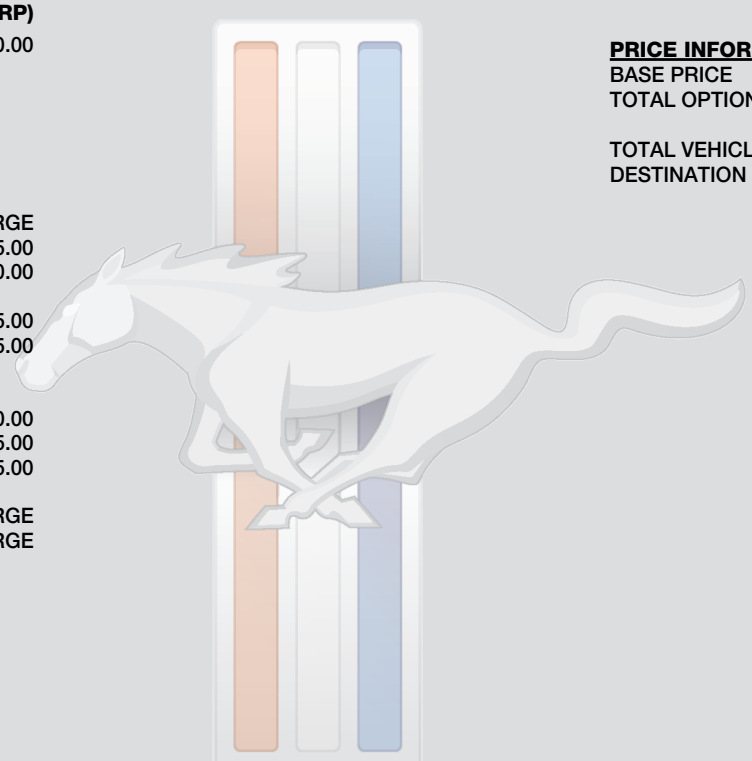 RP)
0.00
RGE
5.00
0.00
5.00
5.00
0.00
5.00
5.00
RGE
RGE
PRICE INFOR
BASE PRICE
TOTAL OPTION
TOTAL VEHICL
DESTINATION